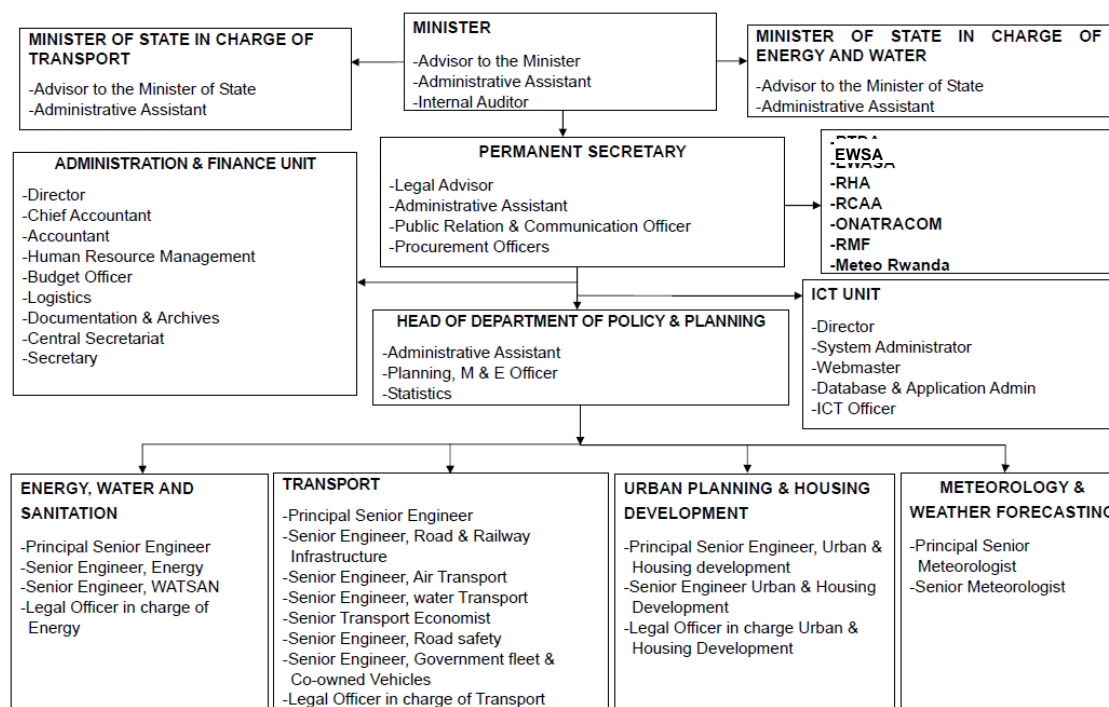 MINISTER OF STATE IN CHARGE OF
TRANSPORT
-Advisor to the Minister of State
-Administrative Assistant
MINISTER
-Advisor to the Minister
-Administrative Assistant
-Internal Auditor
MINISTER OF STATE IN CHARGE OF
ENERGY AND WATER
-Advisor to the Minister of State
-Administrative Assistant
ADMINISTRATION & FINANCE UNIT
-Director
-Chief Accountant
-Accountant
-Human Resource Management
-Budget Officer
-Logistics
-Documentation & Archives
-Central Secretariat
-Secretary
PERMANENT SECRETARY
-Legal Advisor
-Administrative Assistant
-Public Relation & Communication Officer
-Procurement Officers
EWSA
-RHA
-RCAA
-ONATRACOM
-RMF
-Meteo Rwanda
HEAD OF DEPARTMENT OF POLICY & PLANNING
-Administrative Assistant
-Planning, M & E Officer
-Statistics
ICT UNIT
-Director
-System Administrator
-Webmaster
-Database & Application Admin
-ICT Officer
ENERGY, WATER AND
SANITATION
-Principal Senior Engineer
-Senior Engineer, Energy
-Senior Engineer, WATSAN
-Legal Officer in charge of
Energy
TRANSPORT
-Principal Senior Engineer
-Senior Engineer, Road & Railway
Infrastructure
-Senior Engineer, Air Transport
-Senior Engineer, water Transport
-Senior Transport Economist
-Senior Engineer, Road safety
-Senior Engineer, Government fleet &
Co-owned Vehicles
-Legal Officer in charge of Transport
URBAN PLANNING & HOUSING
DEVELOPMENT
-Principal Senior Engineer, Urban &
Housing development
-Senior Engineer Urban & Housing
Development
-Legal Officer in charge Urban &
Housing Development
METEOROLOGY &
WEATHER FORECASTING
-Principal Senior
Meteorologist
-Senior Meteorologist